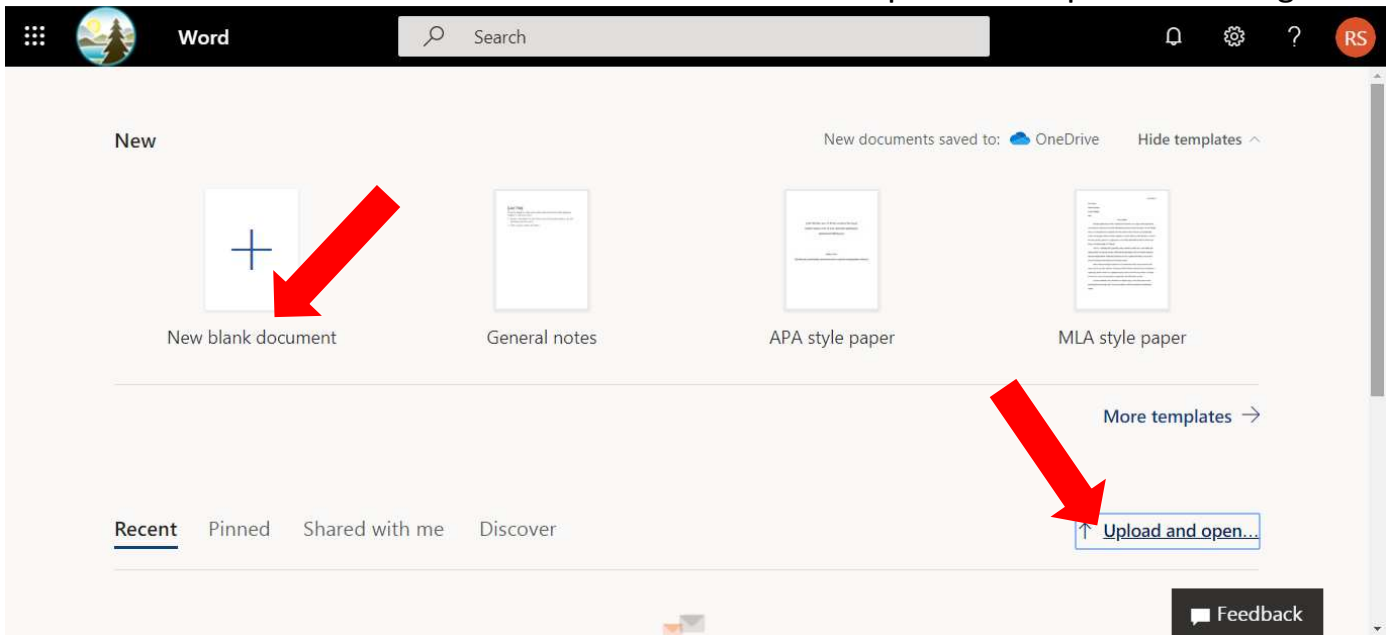 Word
Search
?
RS
New
New documents saved to: OneDrive
Hide templates
New blank document
General notes
APA style paper
MLA style paper
More templates →
Recent Pinned Shared with me Discover
↑ Upload and open...
Feedback